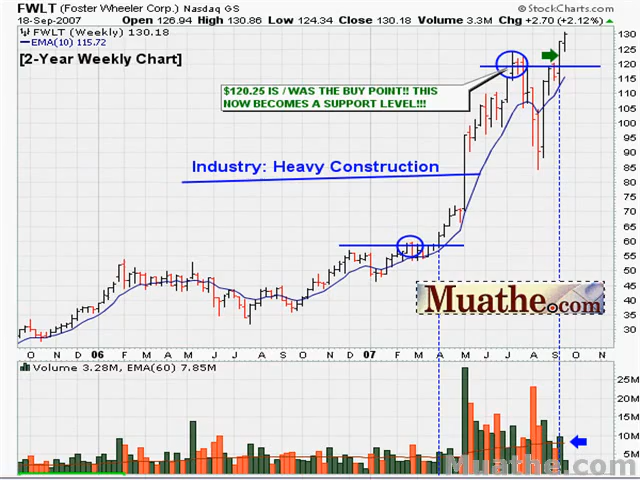 FWLT (Foster Wheeler Corp.) Nasdaq GS © StockCharts.com
18-Sep-2007 Open 126.94 High 130.86 Low 124.34 Close 130.18 Volume 3.3M Chg +2.70 (+2.12%)
FWLT (Weekly) 130.18
EMA(10) 115.72
[2-Year Weekly Chart]
$120.25 IS / WAS THE BUY POINT!! THIS
NOW BECOMES A SUPPORT LEVEL!!!
Industry: Heavy Construction
Muathe.com
130
125
120
115
110
105
100
95
90
85
80
75
70
65
60
55
50
45
40
35
30
O N D 06 F M A M J J A S O N D 07 F M A M J J A S O N
Volume 3.28M, EMA(60) 7.85M
25M
20M
15M
10M
5M
Muathe.com